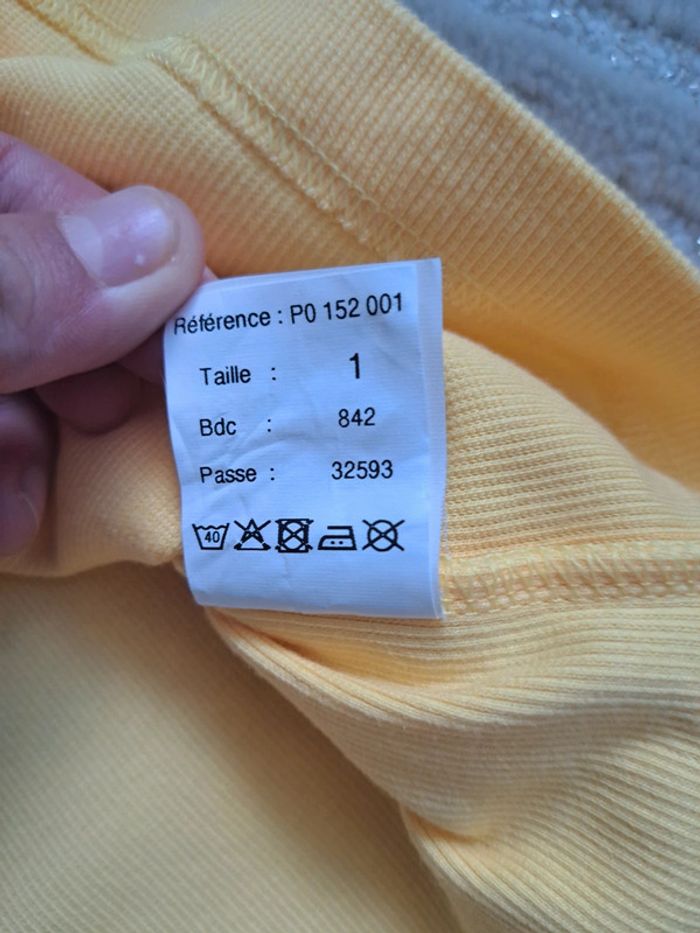 Référence : P0 152 001
Taille : 1
Bdc : 842
Passe : 32593
40